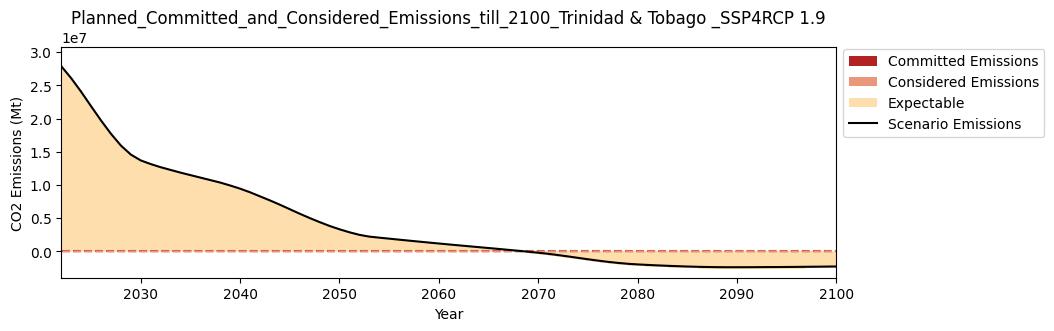 Planned_Committed_and_Considered_Emissions_till_2100_Trinidad & Tobago _SSP4RCP 1.9
1e7
3.0
2.5
2.0
1.5
1.0
0.5
0.0
CO2 Emissions (Mt)
2030 2040 2050 2060 2070 2080 2090 2100
Year
Committed Emissions
Considered Emissions
Expectable
Scenario Emissions